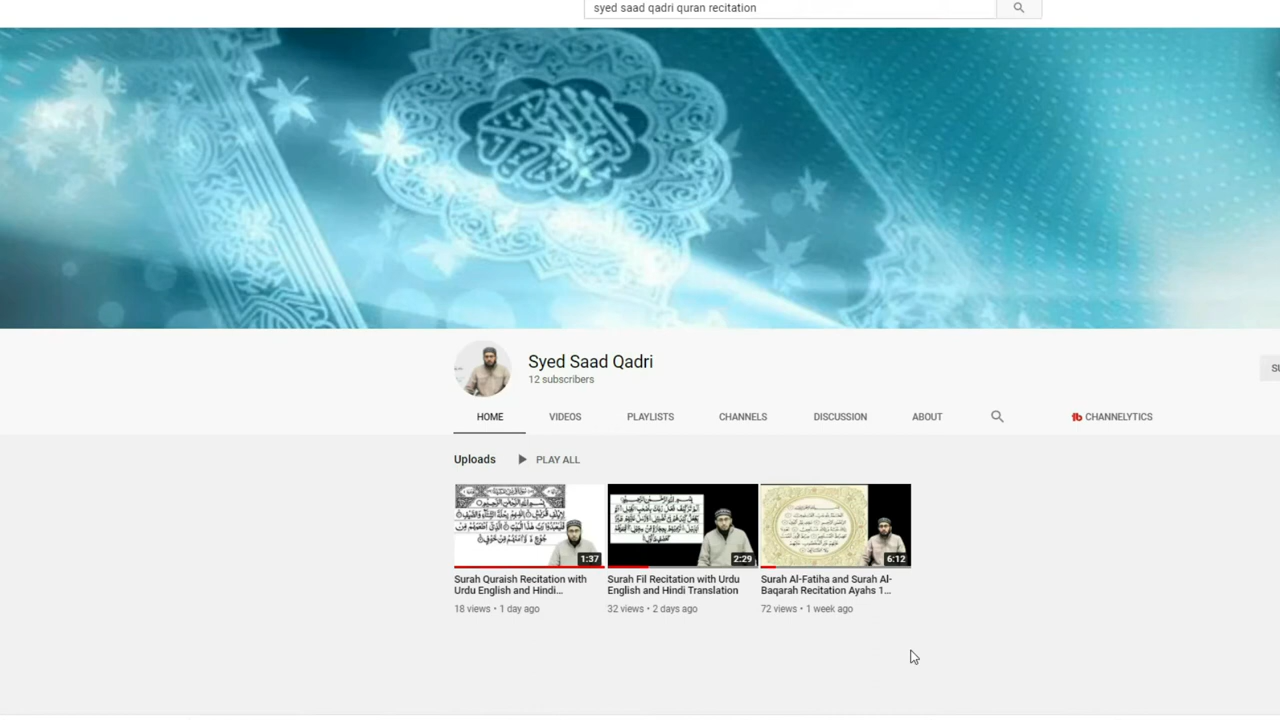 syed saad qadri quran recitation
Syed Saad Qadri
12 subscribers
HOME
VIDEOS
PLAYLISTS
CHANNELS
DISCUSSION
ABOUT
CHANNELYTICS
Uploads
PLAY ALL
1:37
2:29
6:12
Surah Quraish Recitation with
Urdu English and Hindi...
18 views • 1 day ago
Surah Fil Recitation with Urdu
English and Hindi Translation
32 views • 2 days ago
Surah Al-Fatiha and Surah Al-
Baqarah Recitation Ayahs 1...
72 views • 1 week ago